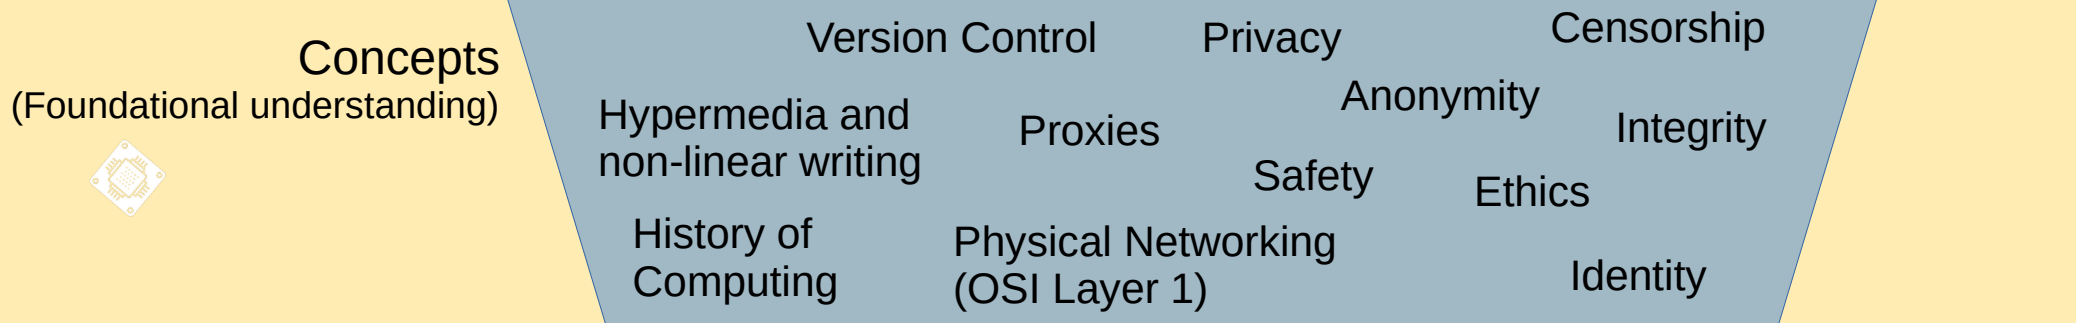 Concepts
(Foundational understanding)
Version Control
Privacy
Censorship
Hypermedia and
non-linear writing
Proxies
Anonymity
Integrity
Safety
Ethics
History of
Computing
Physical Networking
(OSI Layer 1)
Identity